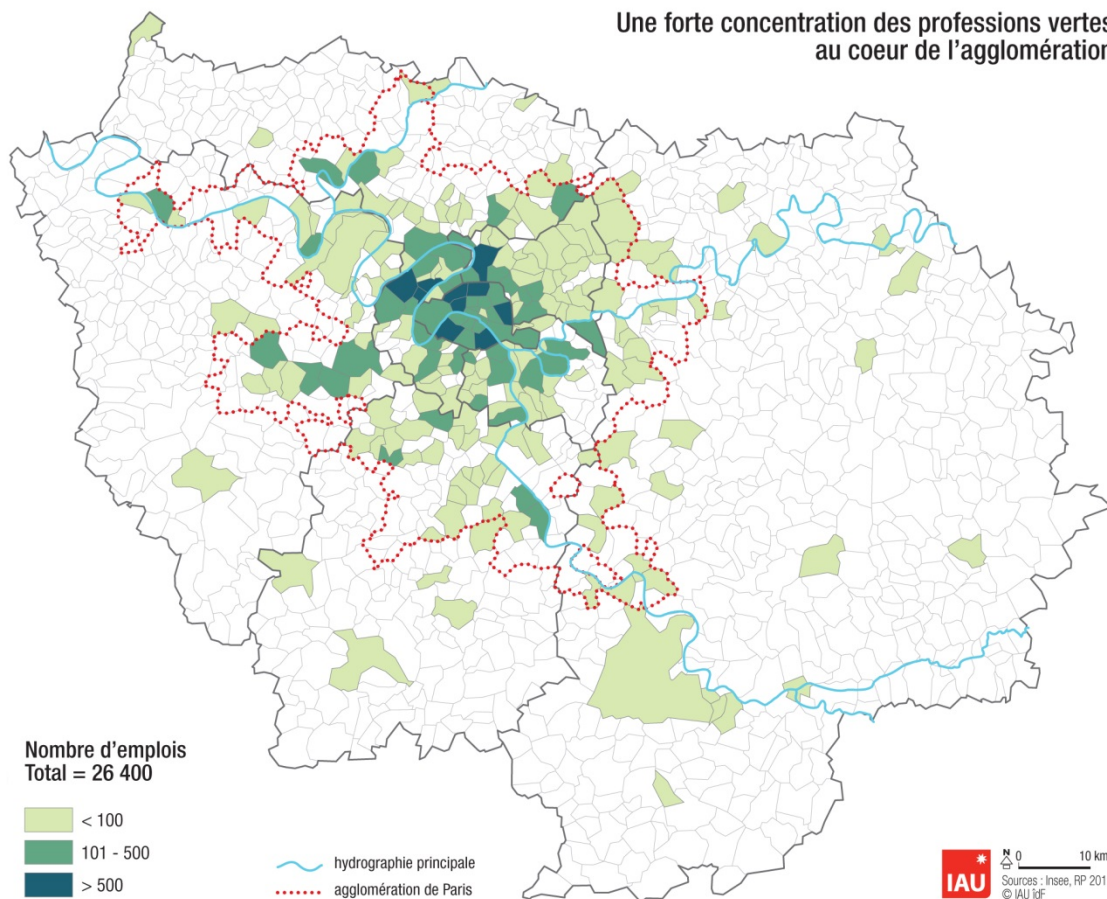 Une forte concentration des professions vertes
au coeur de l'agglomération
Nombre d'emplois
Total = 26 400
< 100
101 - 500
> 500
hydrographie principale
agglomération de Paris
IAU
N
0 10 km
Sources : Insee, RP 201
© IAU îdF